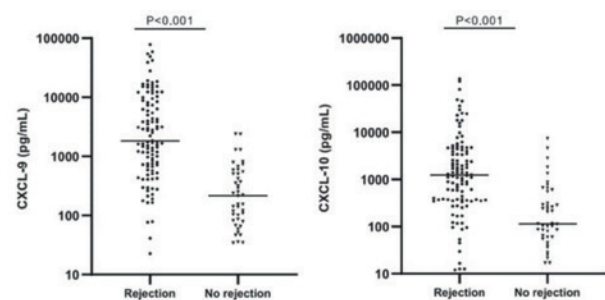 P<0.001
CXCL-9 (pg/mL)
100000
10000
1000
100
10
Rejection No rejection
P<0.001
CXCL-10 (pg/mL)
1000000
100000
10000
1000
100
10
Rejection No rejection